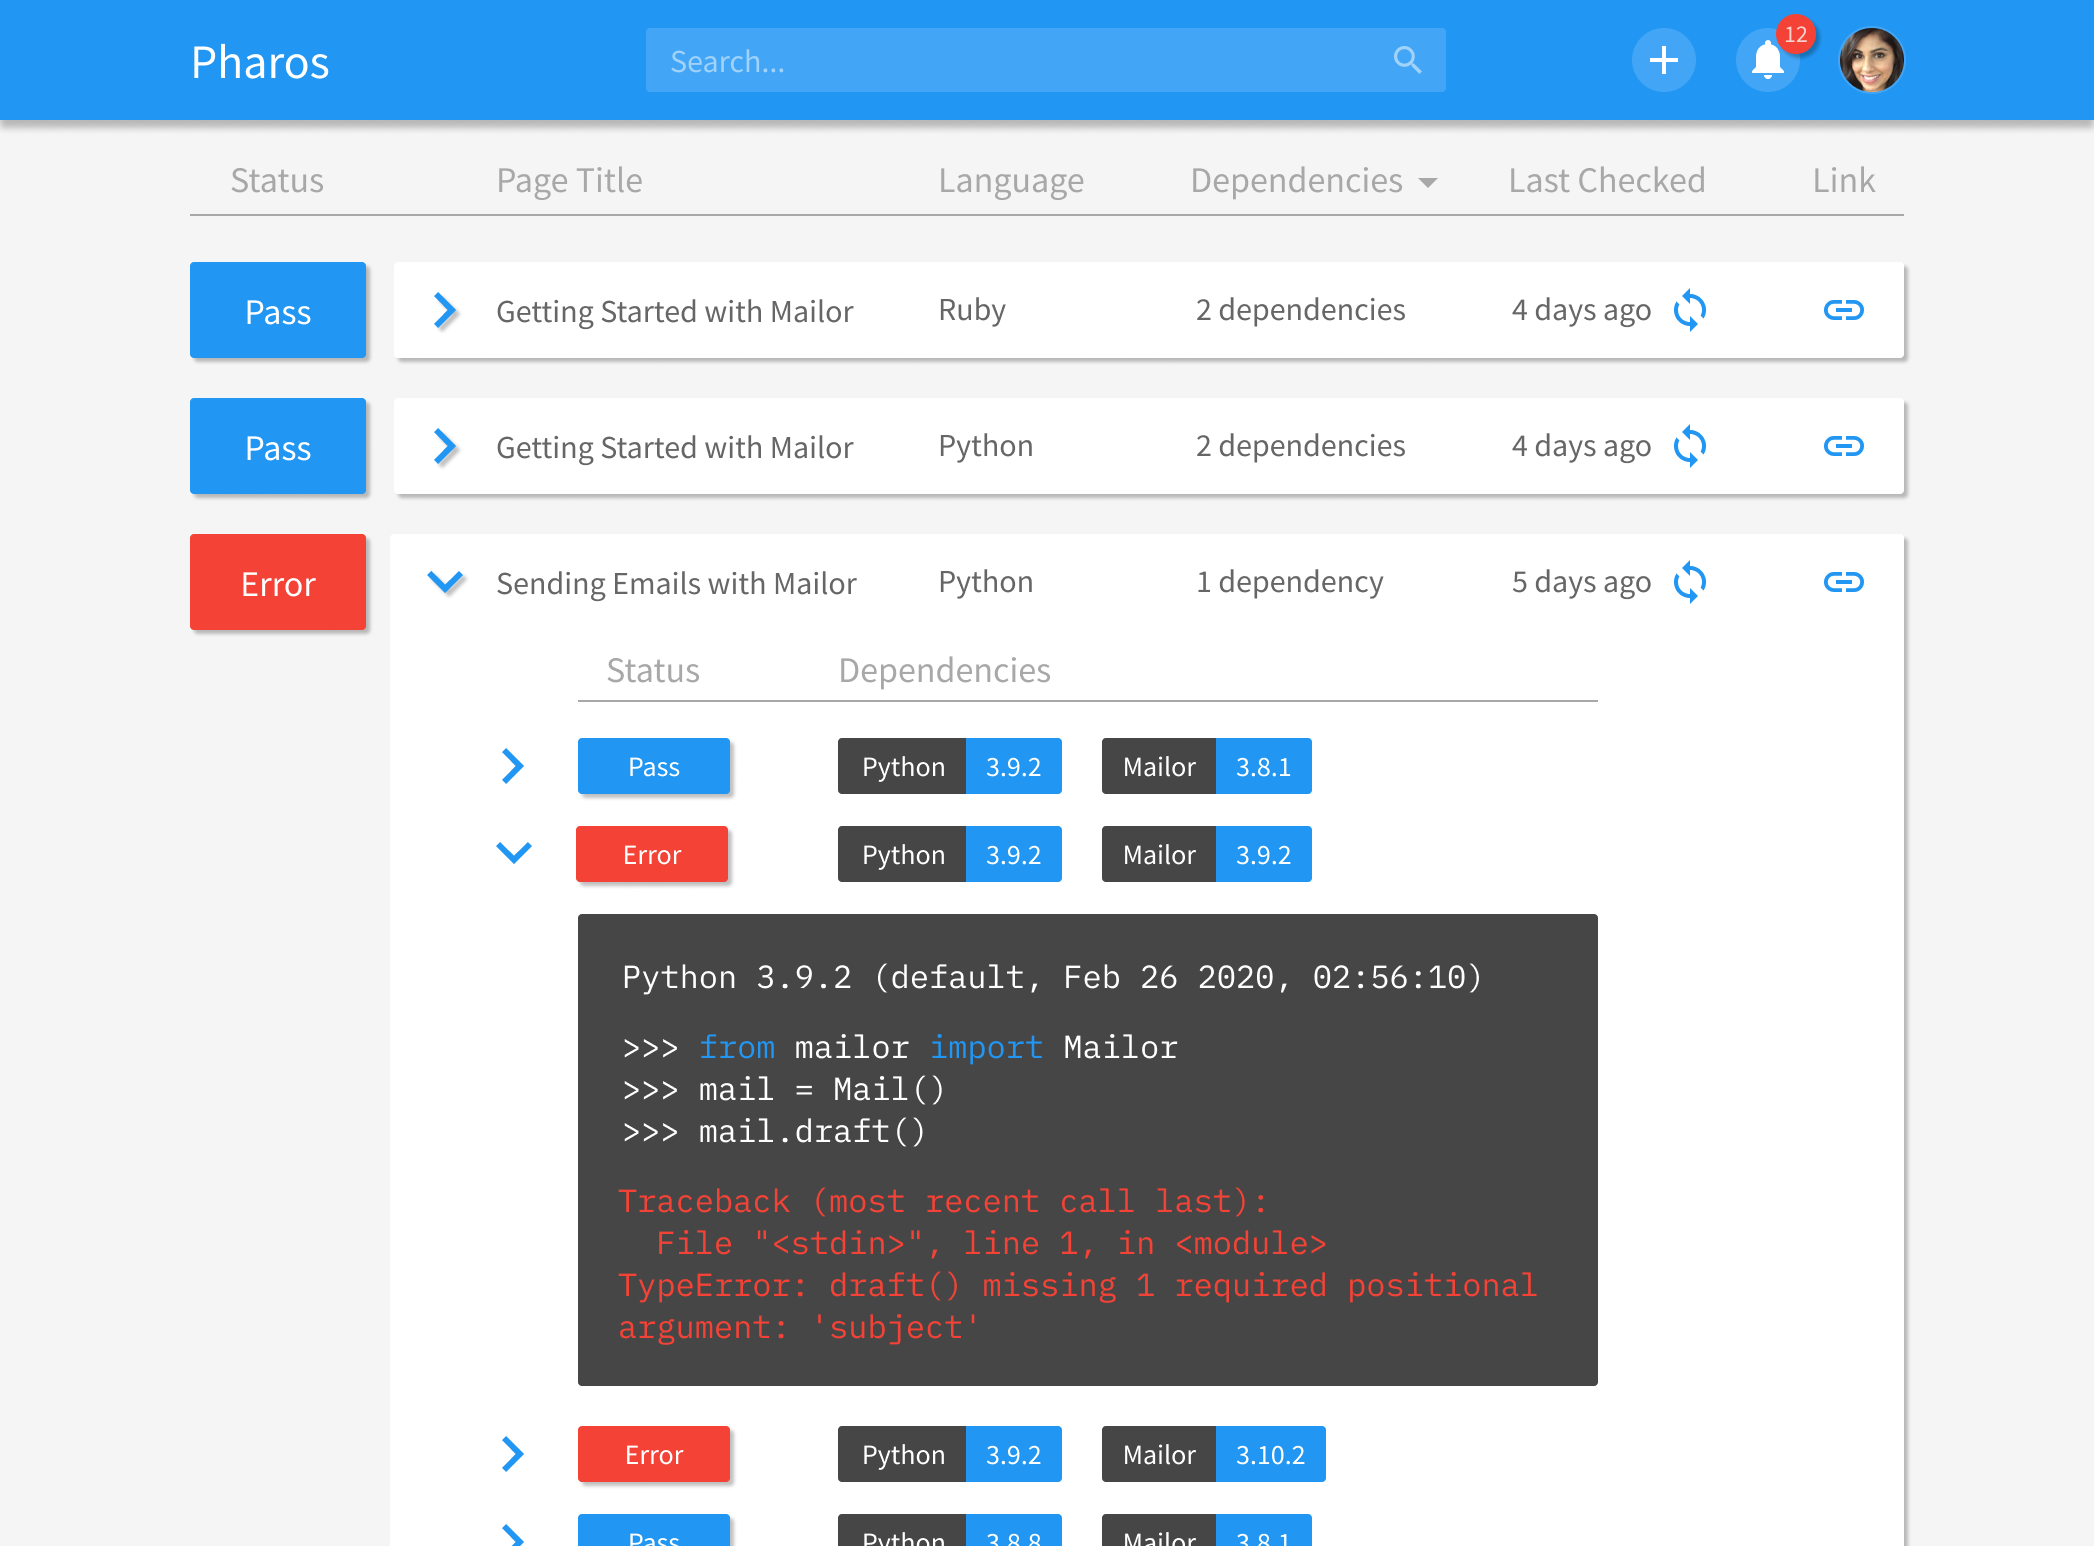 Pharos
Search...
12
Status Page Title Language Dependencies Last Checked Link
Pass Getting Started with Mailor Ruby 2 dependencies 4 days ago
Pass Getting Started with Mailor Python 2 dependencies 4 days ago
Error Sending Emails with Mailor Python 1 dependency 5 days ago
Status Dependencies
Pass Python 3.9.2 Mailor 3.8.1
Error Python 3.9.2 Mailor 3.9.2
Python 3.9.2 (default, Feb 26 2020, 02:56:10)
>>> from mailor import Mailor
>>> mail = Mail()
>>> mail.draft()
Traceback (most recent call last):
File "<stdin>", line 1, in <module>
TypeError: draft() missing 1 required positional
argument: 'subject'
Error Python 3.9.2 Mailor 3.10.2
Pass Python 3.8.8 Mailor 3.8.1